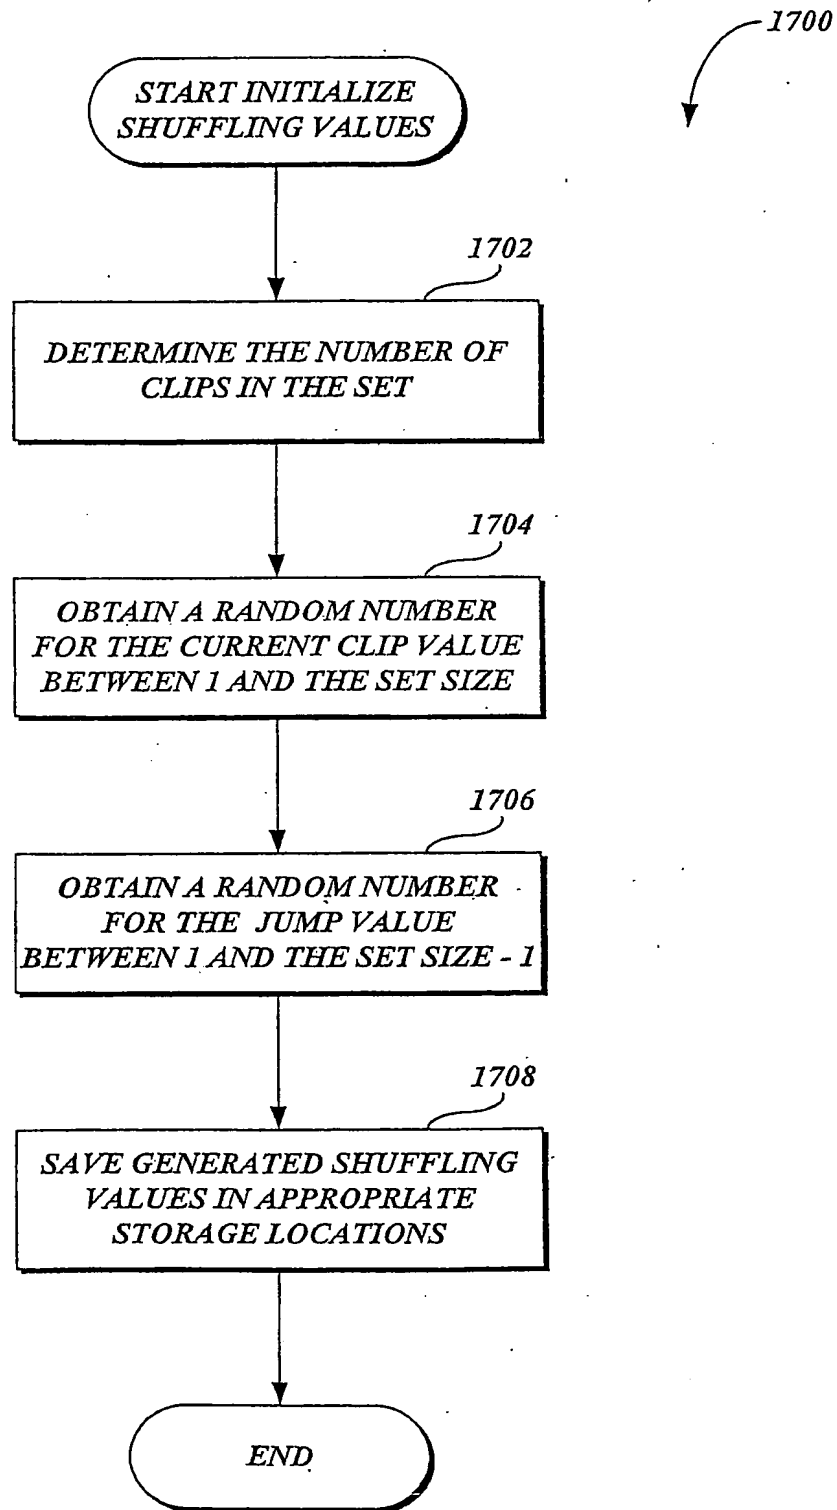 1700
START INITIALIZE
SHUFFLING VALUES
1702
DETERMINE THE NUMBER OF
CLIPS IN THE SET
1704
OBTAIN A RANDOM NUMBER
FOR THE CURRENT CLIP VALUE
BETWEEN 1 AND THE SET SIZE
1706
OBTAIN A RANDOM NUMBER
FOR THE JUMP VALUE
BETWEEN 1 AND THE SET SIZE - 1
1708
SAVE GENERATED SHUFFLING
VALUES IN APPROPRIATE
STORAGE LOCATIONS
END